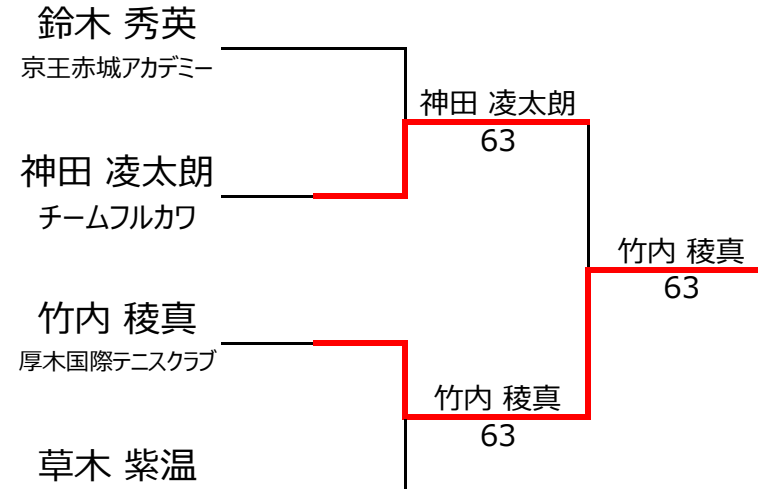 鈴木 秀英
京王赤城アカデミー
神田 凌太朗
63
神田 凌太朗
チームフルカワ
竹内 稜真
63
竹内 稜真
厚木国際テニスクラブ
竹内 稜真
63
草木 紫温